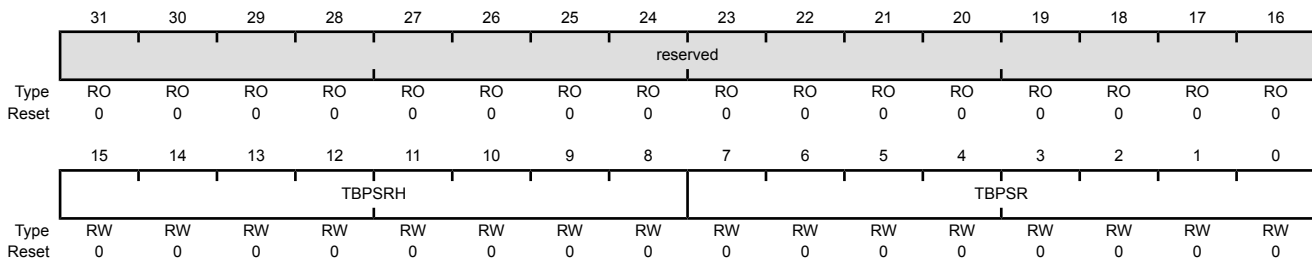 31 30 29 28 27 26 25 24 23 22 21 20 19 18 17 16
reserved
Type RO RO RO RO RO RO RO RO RO RO RO RO RO RO RO RO
Reset 0 0 0 0 0 0 0 0 0 0 0 0 0 0 0 0
15 14 13 12 11 10 9 8 7 6 5 4 3 2 1 0
TBPSRH TBPSR
Type RW RW RW RW RW RW RW RW RW RW RW RW RW RW RW RW
Reset 0 0 0 0 0 0 0 0 0 0 0 0 0 0 0 0